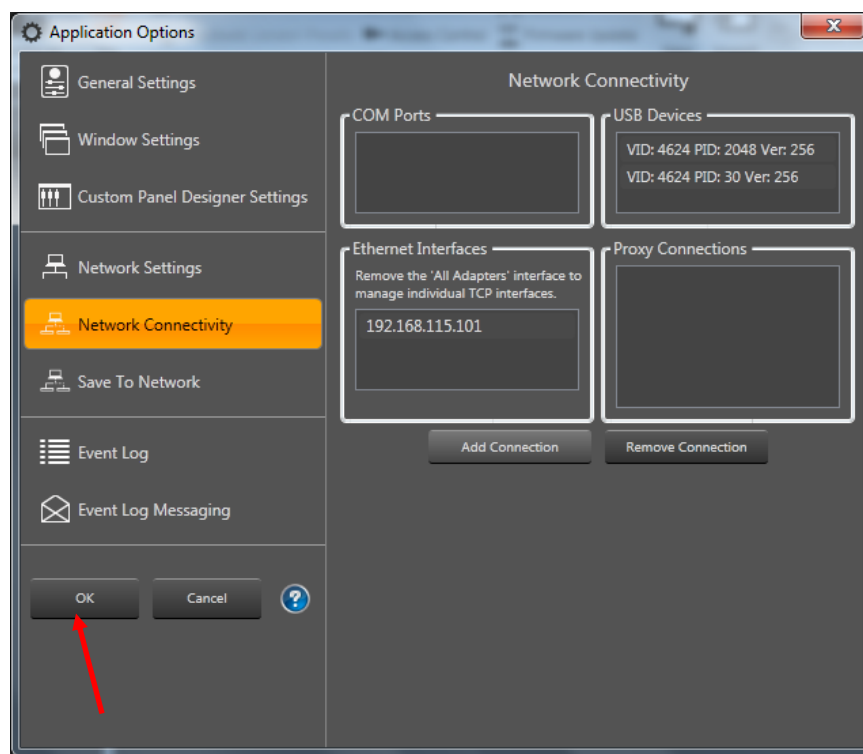 Application Options
General Settings
Window Settings
Custom Panel Designer Settings
Network Settings
Network Connectivity
Save To Network
Event Log
Event Log Messaging
OK
Cancel
?
Network Connectivity
COM Ports
USB Devices
VID: 4624 PID: 2048 Ver: 256
VID: 4624 PID: 30 Ver: 256
Ethernet Interfaces
Remove the 'All Adapters' interface to
manage individual TCP interfaces.
192.168.115.101
Proxy Connections
Add Connection
Remove Connection